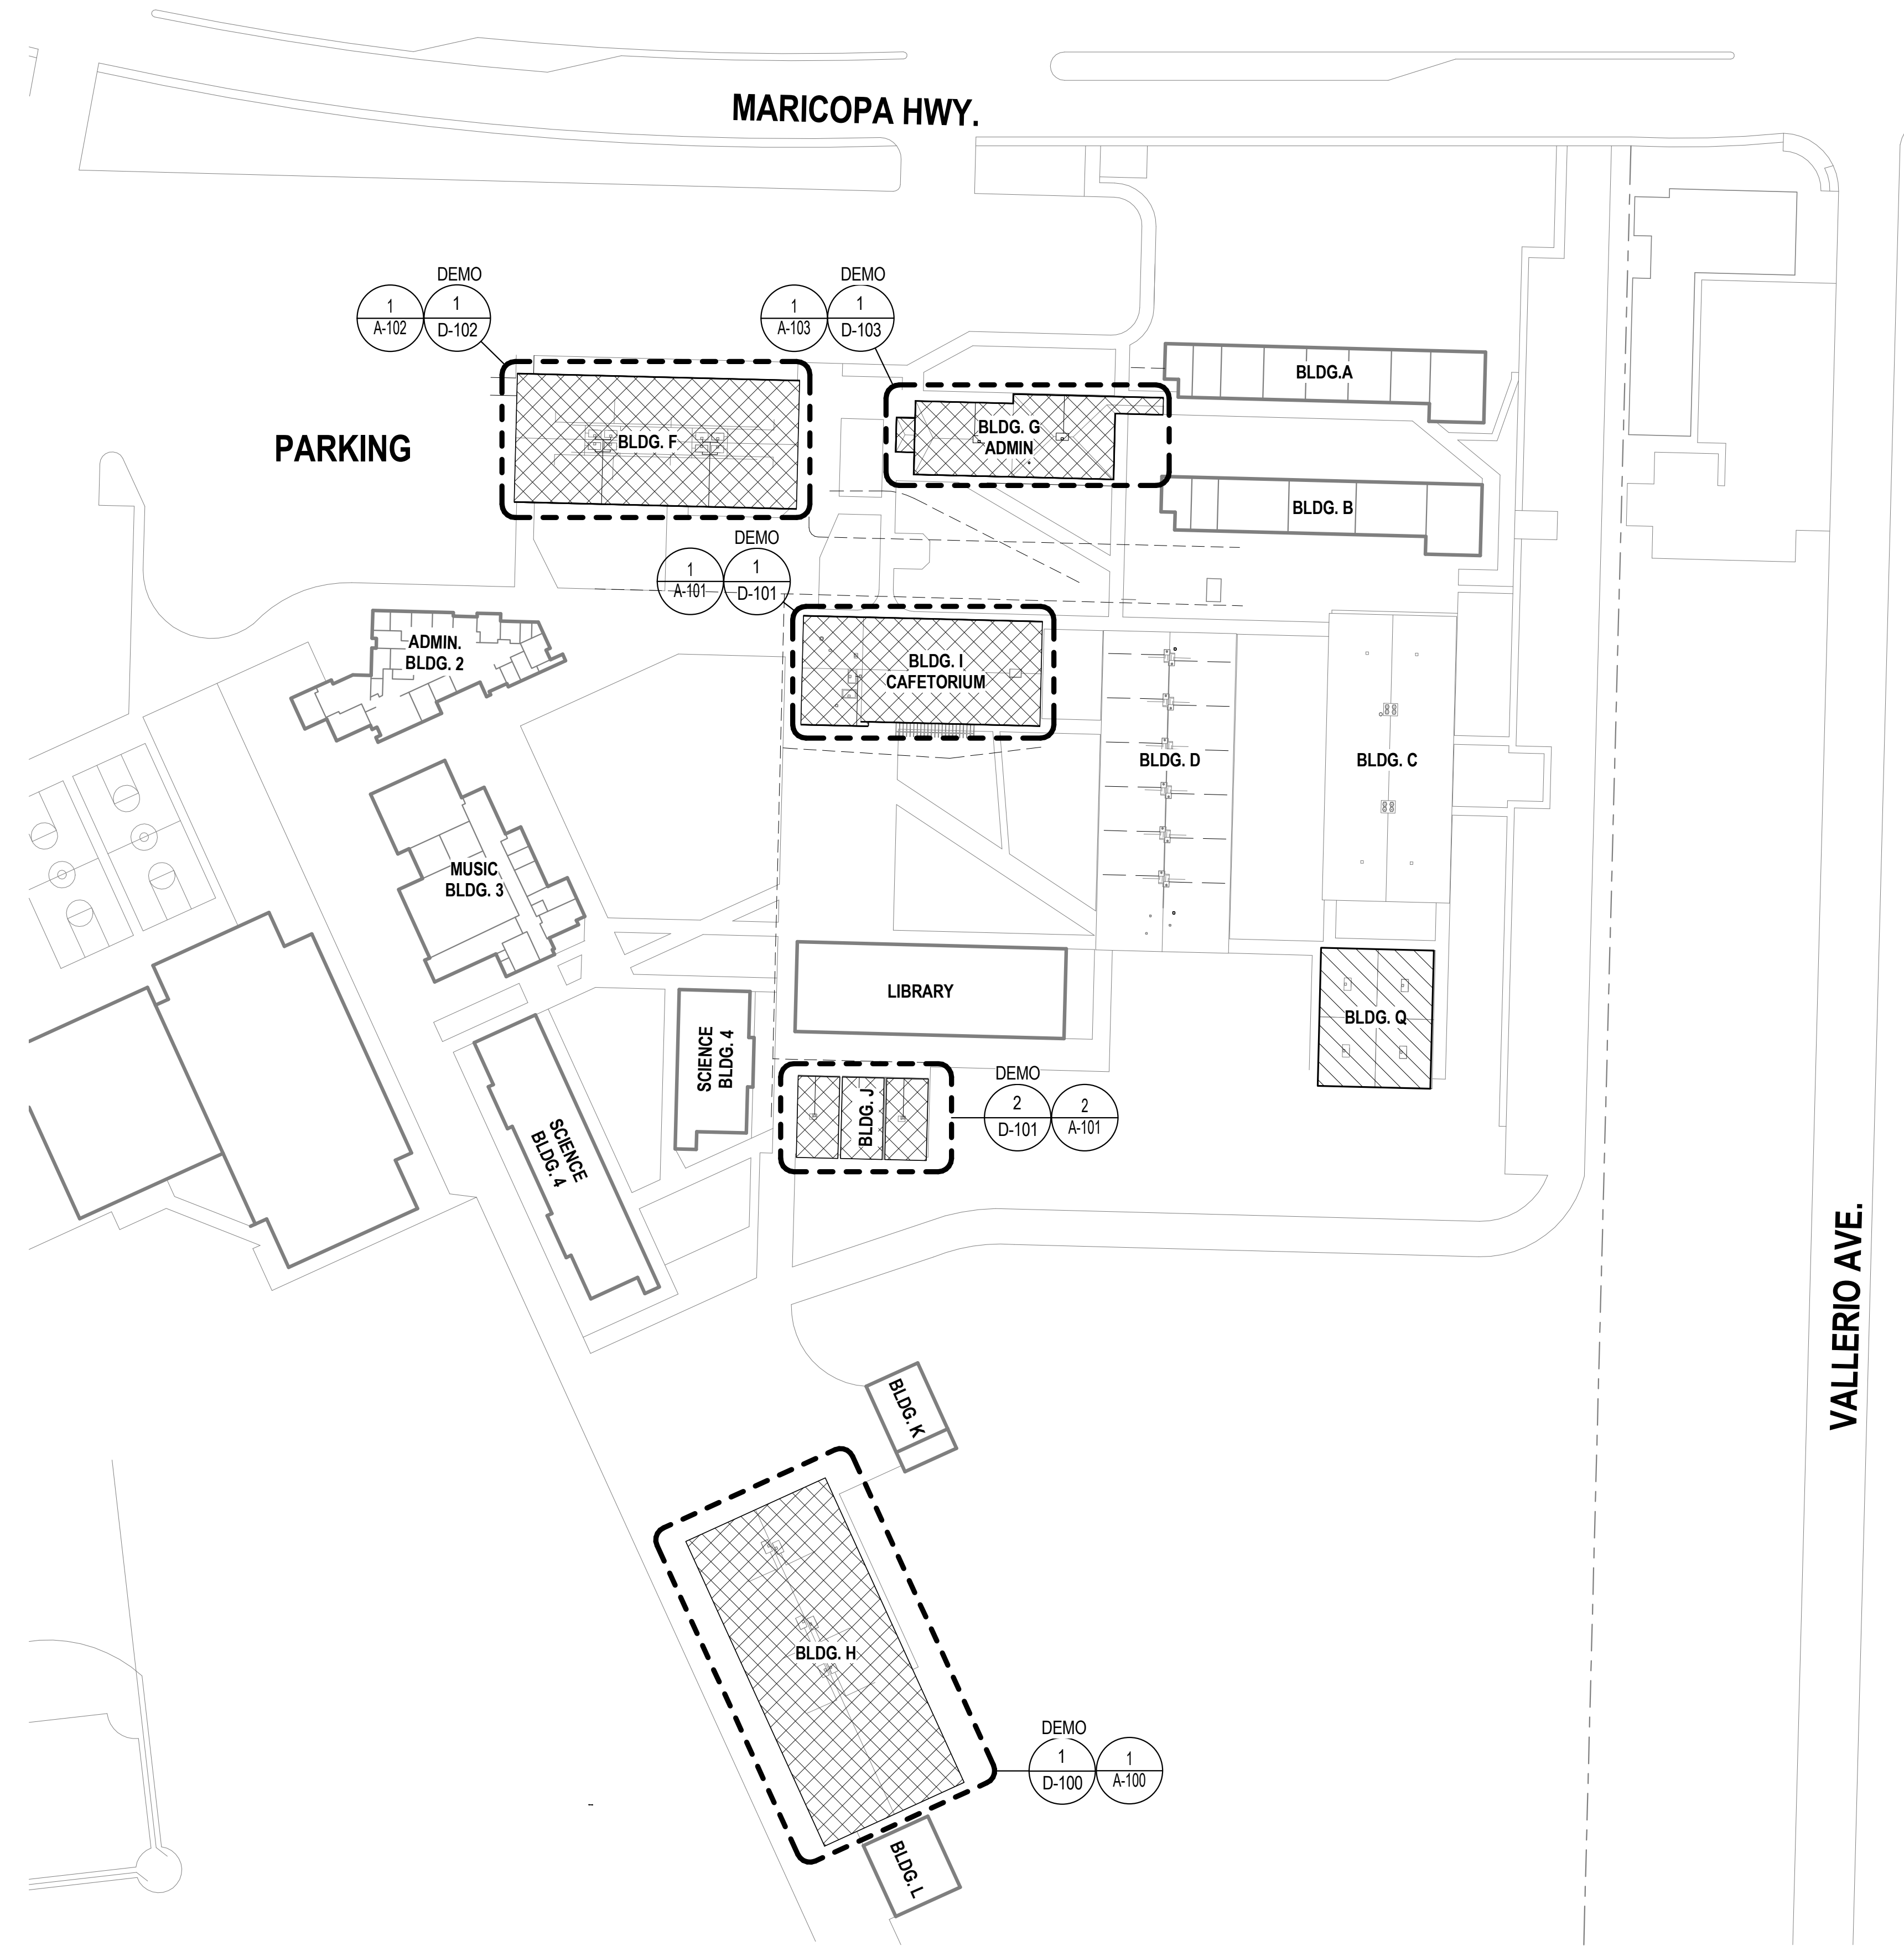 MARICOPA HWY.
DEMO
1
A-102
1
D-102
DEMO
1
A-103
1
D-103
BLDG.A
PARKING
BLDG. F
BLDG. G
ADMIN
BLDG. B
DEMO
1
A-101
1
D-101
ADMIN.
BLDG. 2
BLDG. I
CAFETORIUM
BLDG. D
BLDG. C
MUSIC
BLDG. 3
LIBRARY
BLDG. Q
SCIENCE
BLDG. 4
SCIENCE
BLDG. 4
BLDG. J
DEMO
2
D-101
2
A-101
VALLERIO AVE.
BLDG. K
BLDG. H
DEMO
1
D-100
1
A-100
BLDG. L